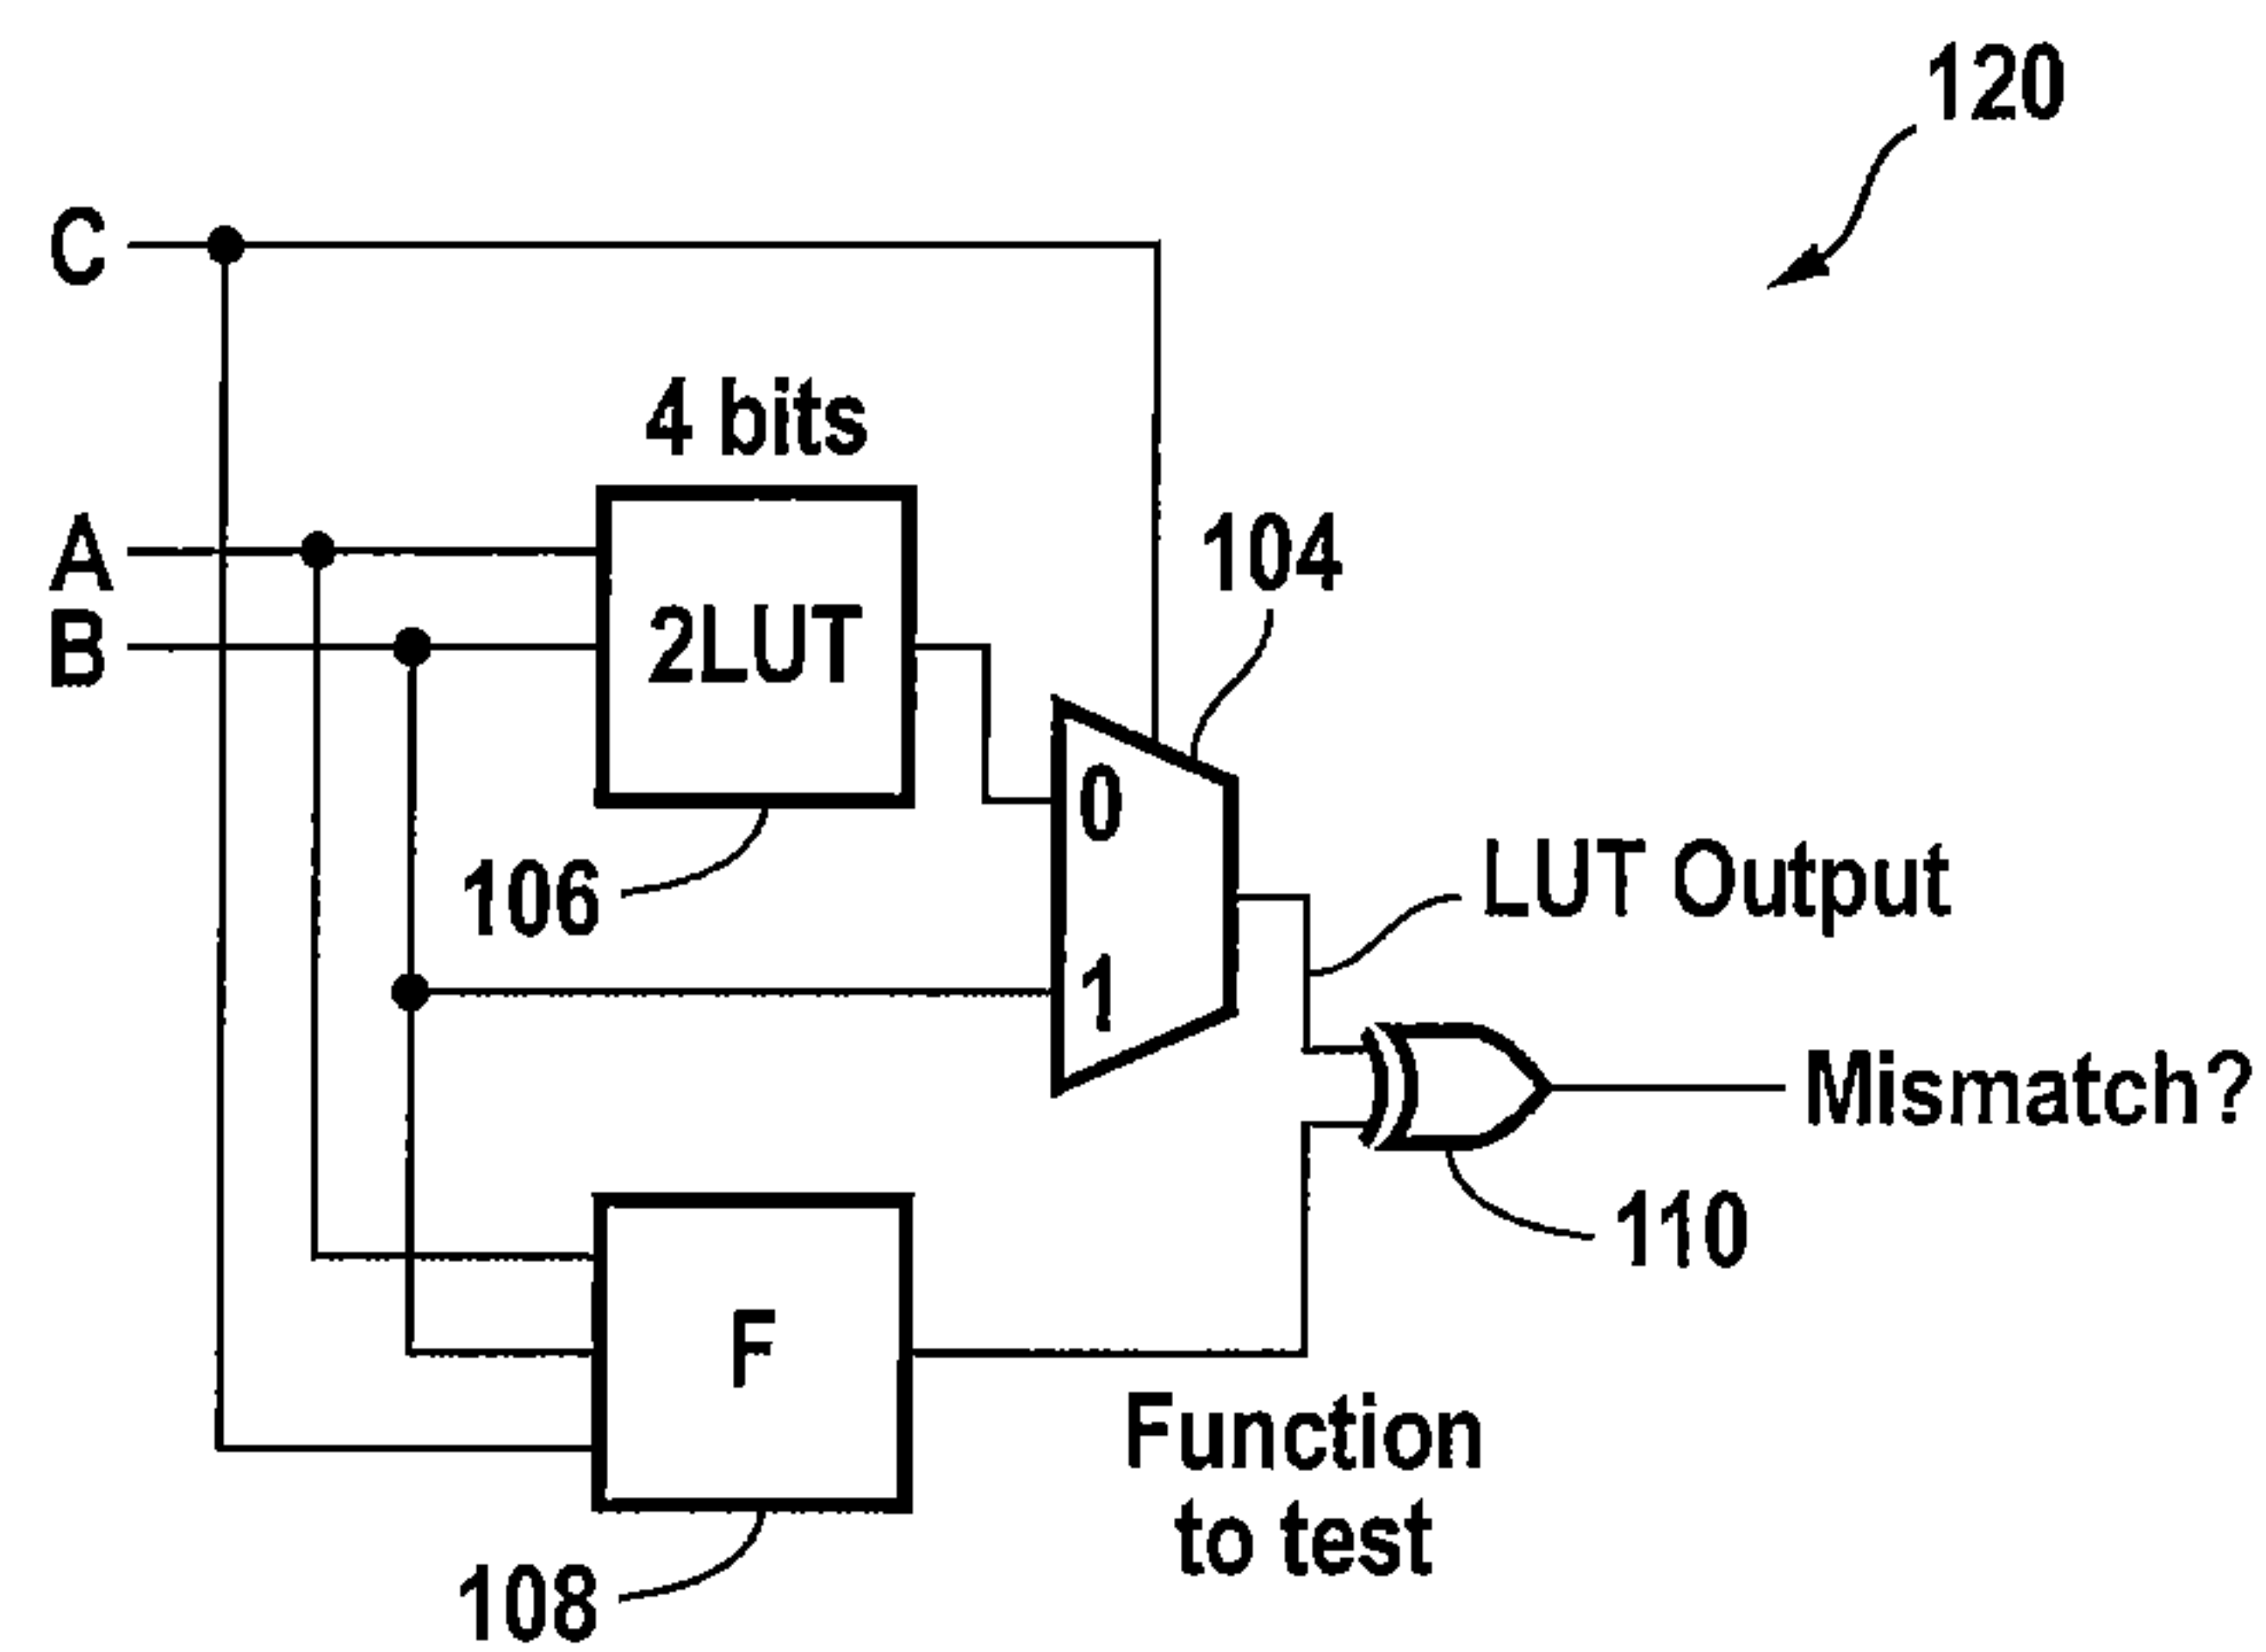 120
C
4 bits
A
104
B
2LUT
0
106
LUT Output
1
Mismatch?
110
F
Function
to test
108